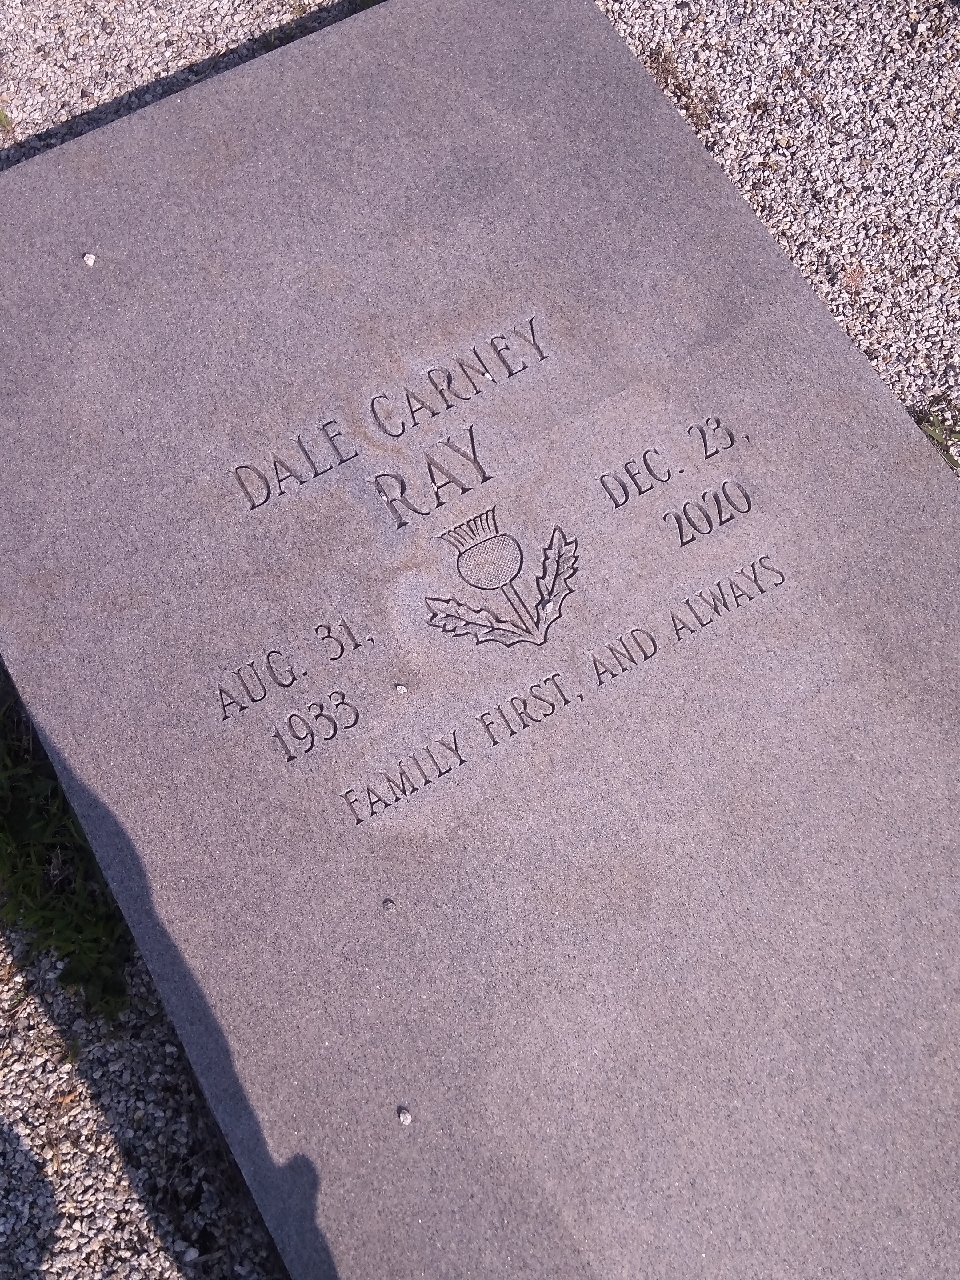 DALE CARNEY
RAY
AUG. 31,
1933
DEC. 23,
2020
FAMILY FIRST, AND ALWAYS